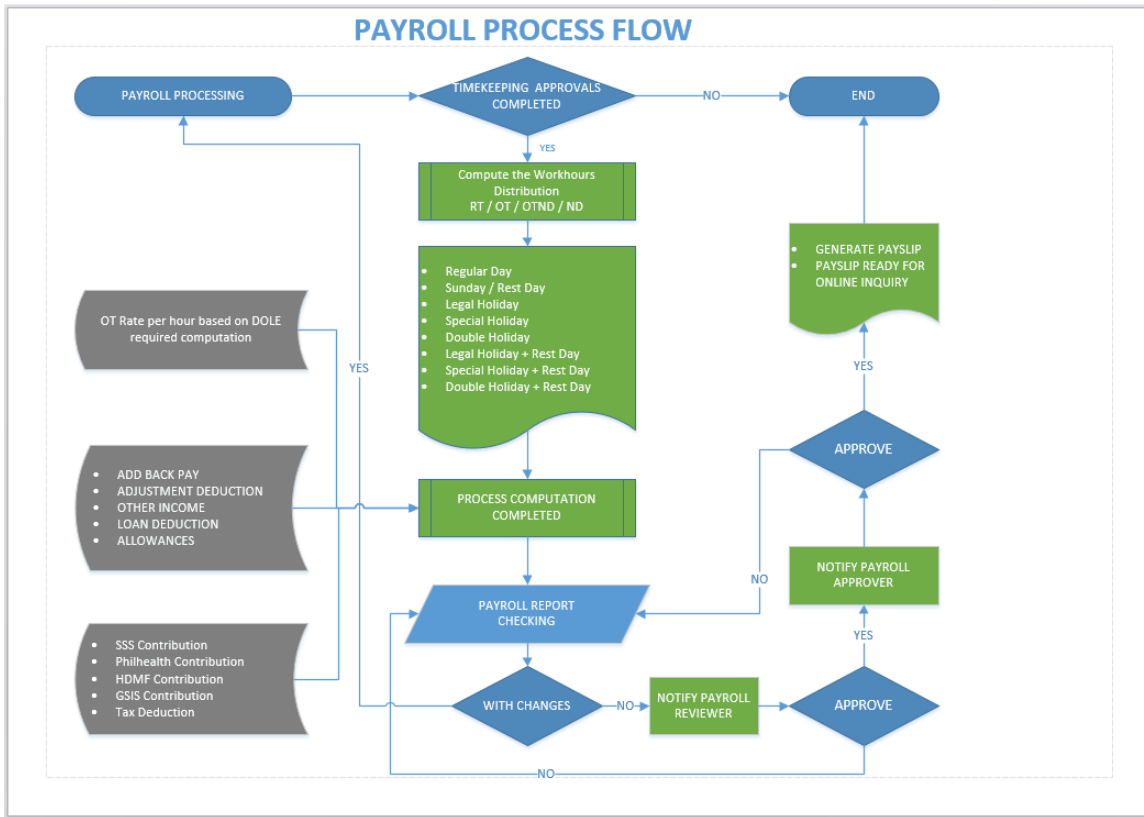 PAYROLL PROCESS FLOW
PAYROLL PROCESSING
TIMEKEEPING APPROVALS
COMPLETED
NO
END
YES
Compute the Workhours
Distribution
RT / OT / OTND / ND
• Regular Day
• Sunday / Rest Day
• Legal Holiday
• Special Holiday
• Double Holiday
• Legal Holiday + Rest Day
• Special Holiday + Rest Day
• Double Holiday + Rest Day
• GENERATE PAYSLIP
• PAYSLIP READY FOR
ONLINE INQUIRY
OT Rate per hour based on DOLE
required computation
YES
YES
APPROVE
• ADD BACK PAY
• ADJUSTMENT DEDUCTION
• OTHER INCOME
• LOAN DEDUCTION
• ALLOWANCES
PROCESS COMPUTATION
COMPLETED
NOTIFY PAYROLL
APPROVER
NO
PAYROLL REPORT
CHECKING
YES
• SSS Contribution
• Philhealth Contribution
• HDMF Contribution
• GSIS Contribution
• Tax Deduction
WITH CHANGES
NO
NOTIFY PAYROLL
REVIEWER
APPROVE
NO